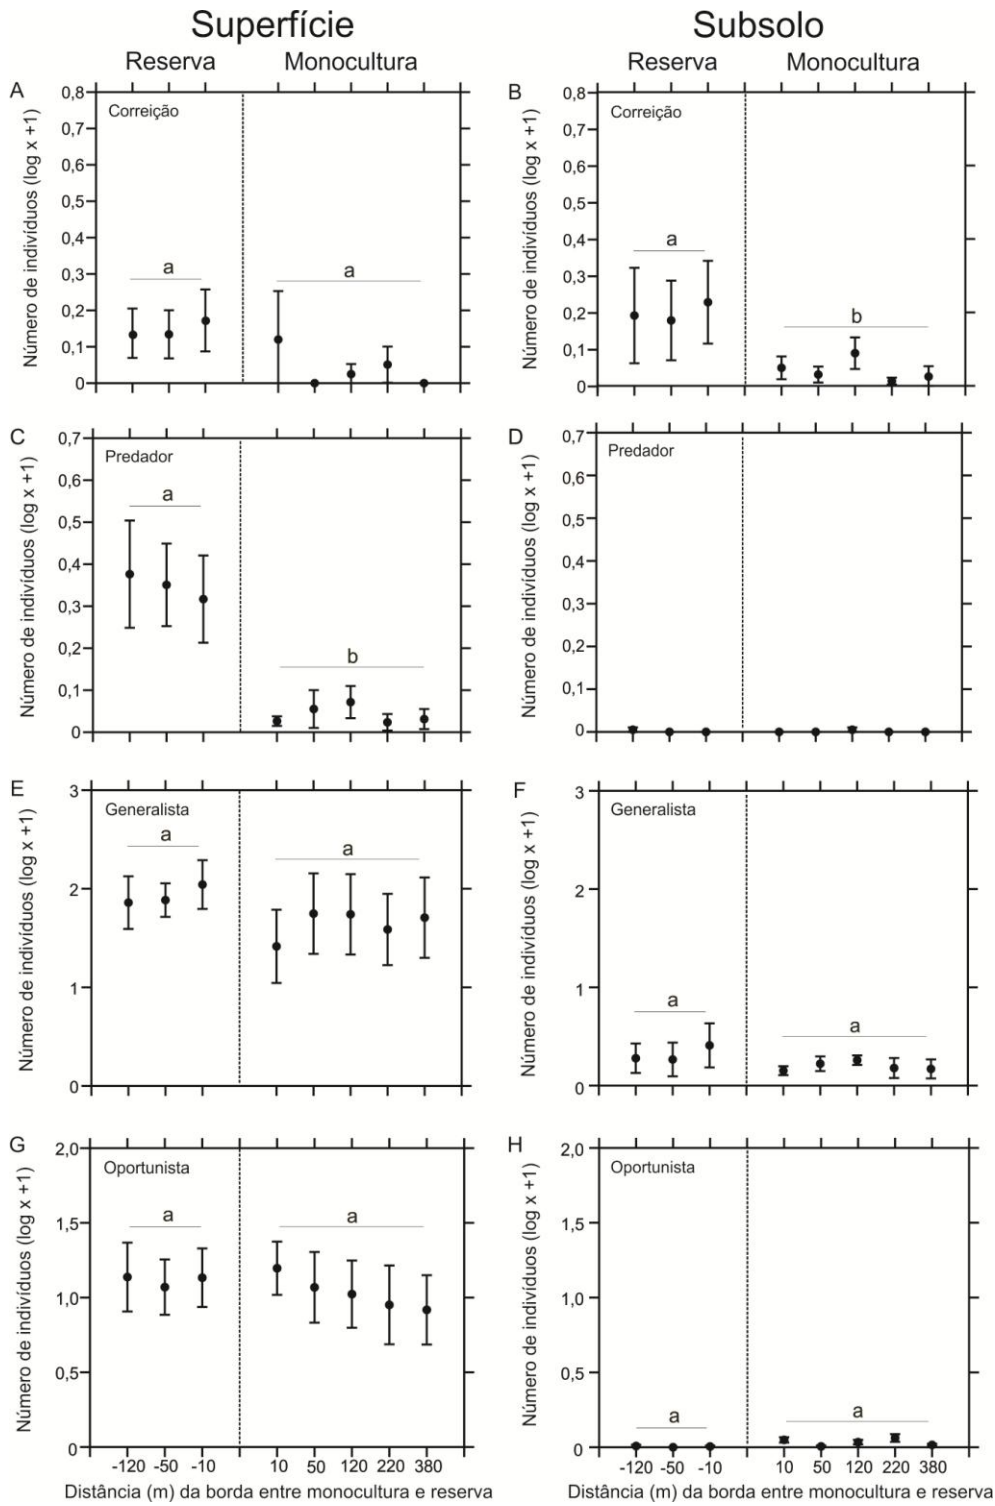 Superfície
Subsolo
Reserva Monocultura
Reserva Monocultura
A
Correição
Número de indivíduos (log x +1)
0,8
0,7
0,6
0,5
0,4
0,3
0,2
0,1
0
a
a
B
Correição
Número de indivíduos (log x +1)
0,8
0,7
0,6
0,5
0,4
0,3
0,2
0,1
0
a
b
C
Predador
Número de indivíduos (log x +1)
0,7
0,6
0,5
0,4
0,3
0,2
0,1
0
a
b
D
Predador
Número de indivíduos (log x +1)
0,7
0,6
0,5
0,4
0,3
0,2
0,1
0
E
Generalista
Número de indivíduos (log x +1)
3
2
1
0
a
a
F
Generalista
Número de indivíduos (log x +1)
3
2
1
0
a
a
G
Oportunista
Número de indivíduos (log x +1)
2,0
1,5
1,0
0,5
0
a
a
-120 -50 -10 10 50 120 220 380
Distância (m) da borda entre monocultura e reserva
H
Oportunista
Número de indivíduos (log x +1)
2,0
1,5
1,0
0,5
0
a
a
-120 -50 -10 10 50 120 220 380
Distância (m) da borda entre monocultura e reserva